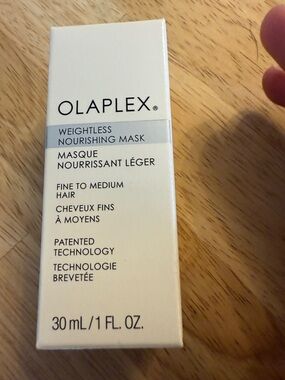 OLAPLEX®
WEIGHTLESS
NOURISHING MASK
MASQUE
NOURRISSANT LÉGER
FINE TO MEDIUM
HAIR
CHEVEUX FINS
À MOYENS
PATENTED
TECHNOLOGY
TECHNOLOGIE
BREVETÉE
30 mL/1 FL. OZ.